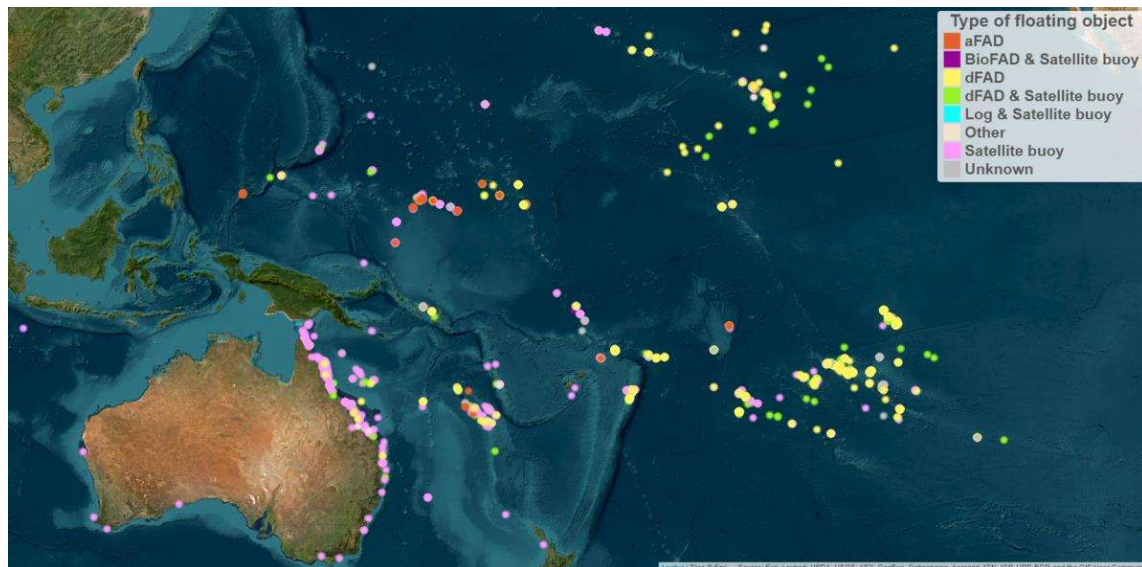 Type of floating object
aFAD
BioFAD & Satellite buoy
dFAD
dFAD & Satellite buoy
Log & Satellite buoy
Other
Satellite buoy
Unknown